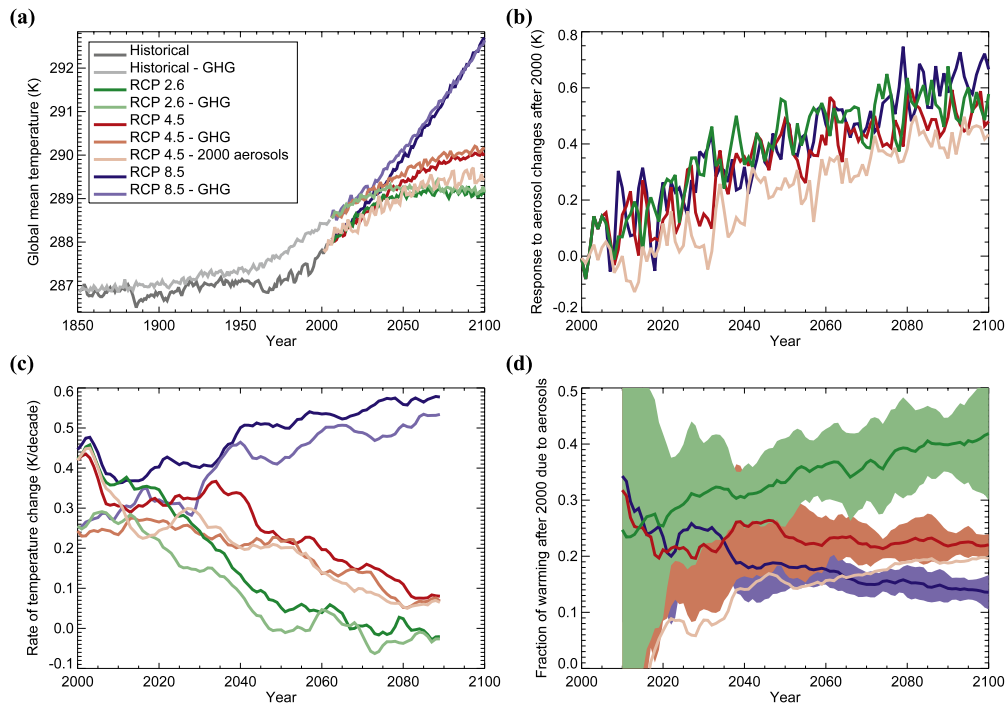 (a)
Global mean temperature (K)
292
291
290
289
288
287
Historical
Historical - GHG
RCP 2.6
RCP 2.6 - GHG
RCP 4.5
RCP 4.5 - GHG
RCP 4.5 - 2000 aerosols
RCP 8.5
RCP 8.5 - GHG
1850 1900 1950 2000 2050 2100
Year
(b)
Response to aerosol changes after 2000 (K)
0.8
0.6
0.4
0.2
0.0
-0.2
2000 2020 2040 2060 2080 2100
Year
(c)
Rate of temperature change (K/decade)
0.6
0.5
0.4
0.3
0.2
0.1
0.0
-0.1
2000 2020 2040 2060 2080 2100
Year
(d)
Fraction of warming after 2000 due to aerosols
0.5
0.4
0.3
0.2
0.1
0.0
2000 2020 2040 2060 2080 2100
Year